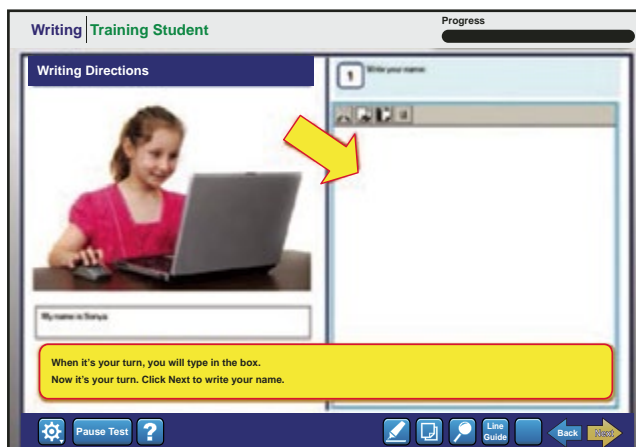 Writing Training Student
Progress
Writing Directions
1 Write your name:
My name is Sonya
When it's your turn, you will type in the box.
Now it's your turn. Click Next to write your name.
Pause Test ? Line Guide Back Next